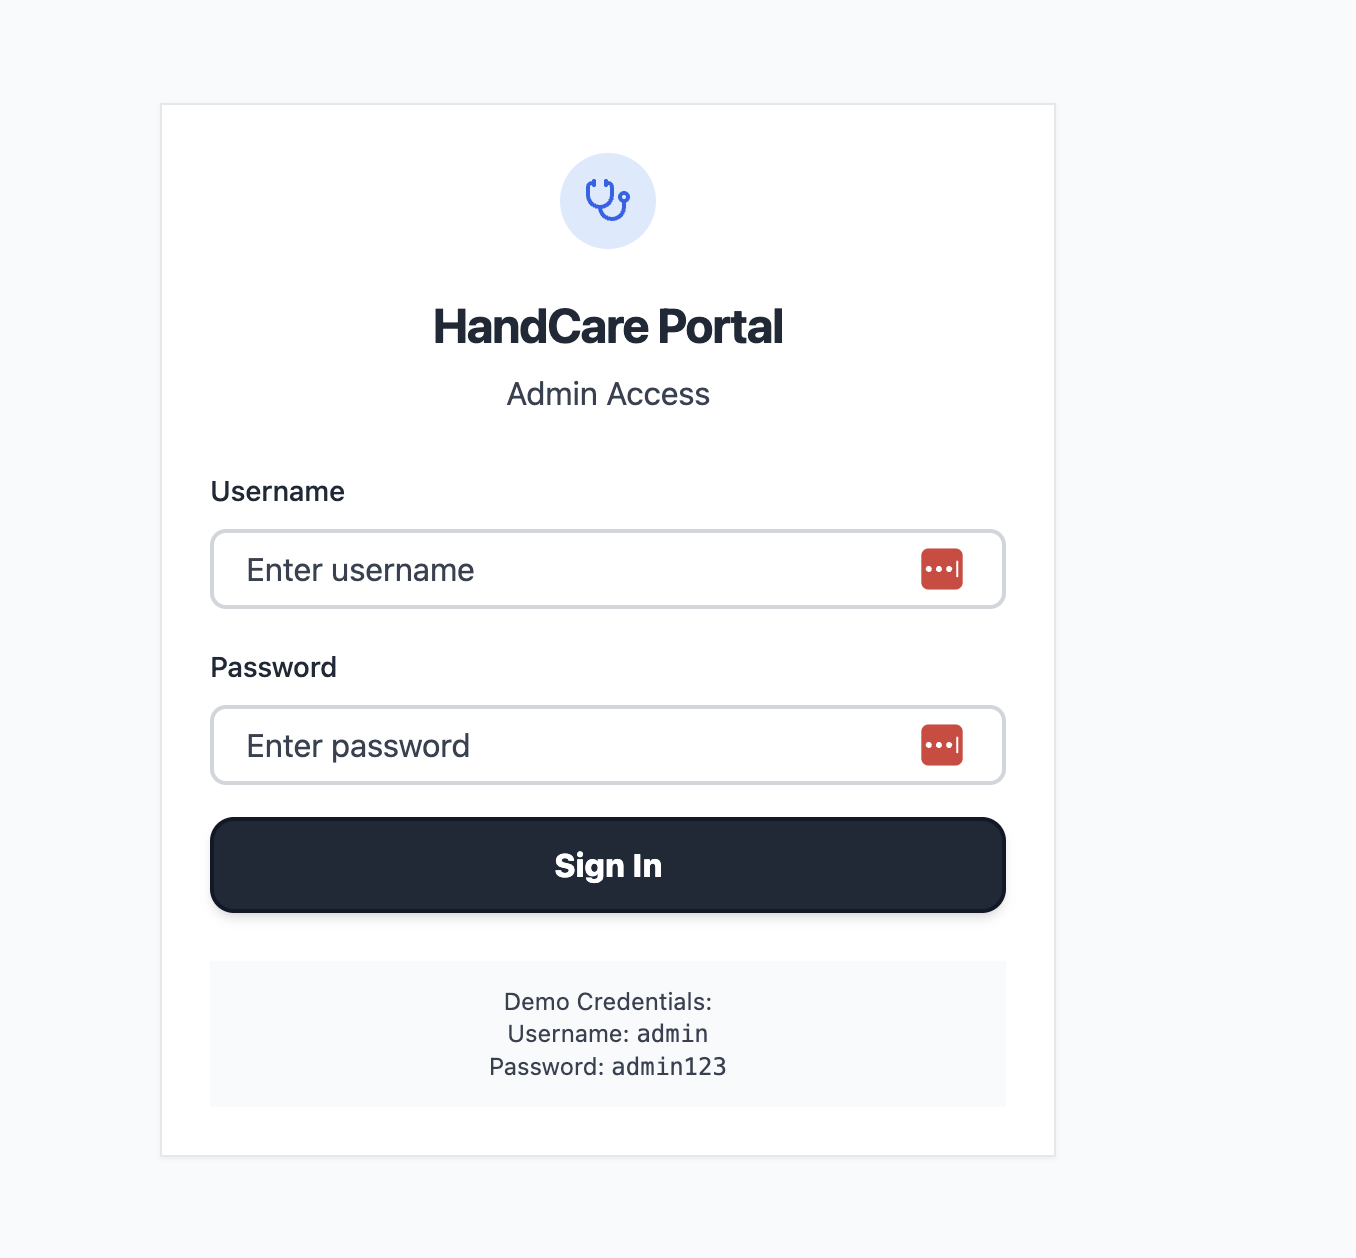 HandCare Portal
Admin Access
Username
Enter username
Password
Enter password
Sign In
Demo Credentials:
Username: admin
Password: admin123